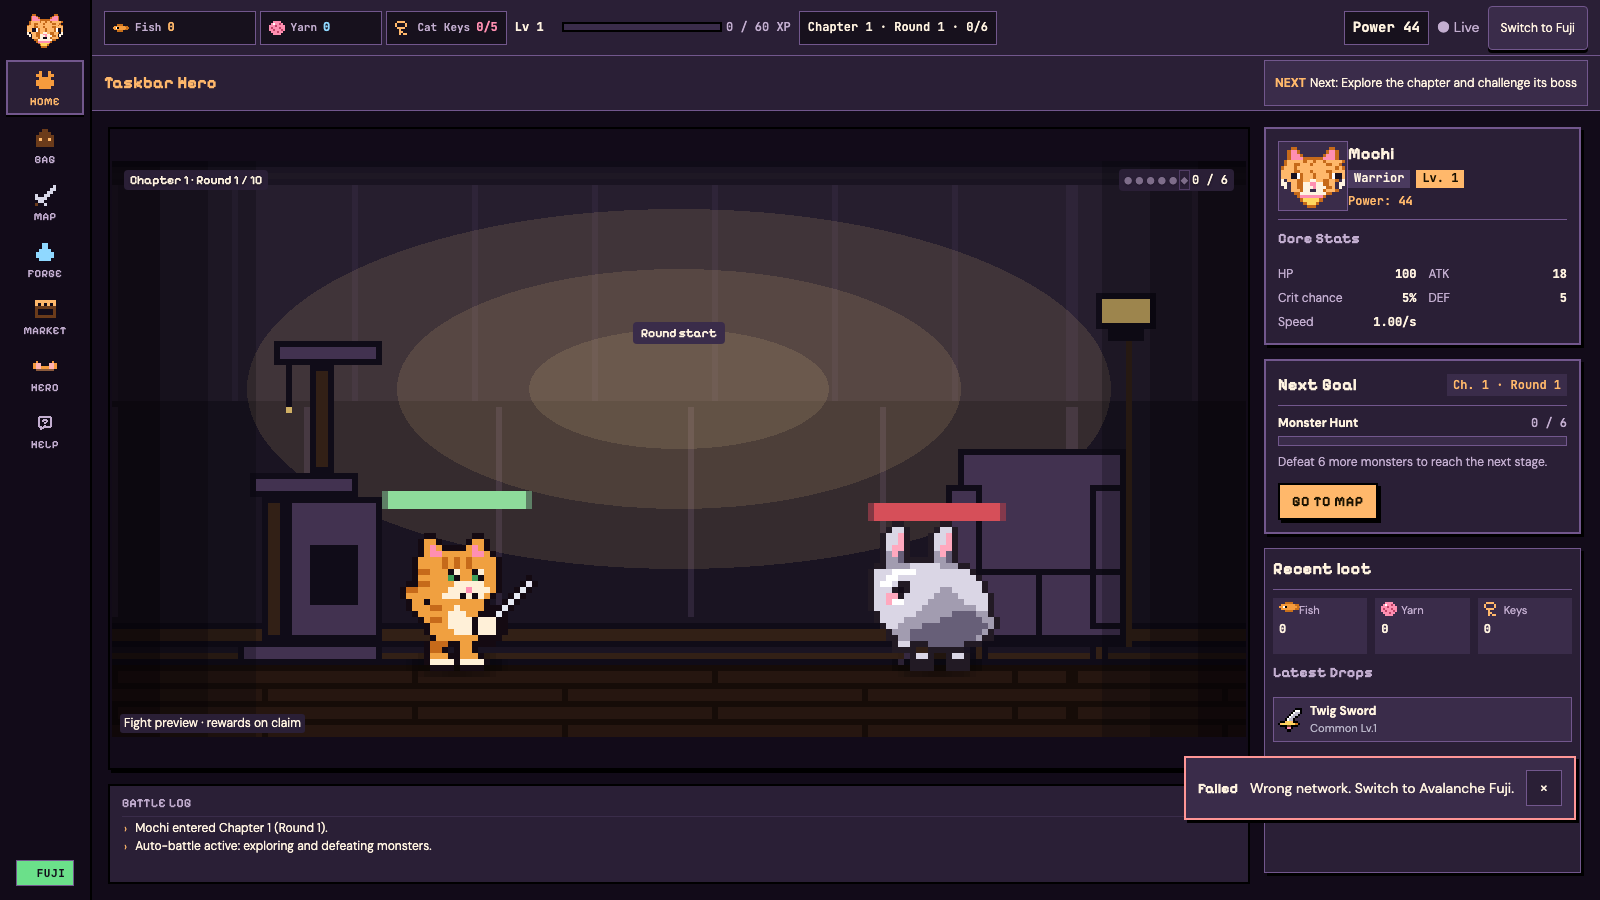 Fish 0
Yarn 0
Cat Keys 0/5
Lv 1
0 / 60 XP
Chapter 1 · Round 1 · 0/6
Power 44
Live
Switch to Fuji
Taskbar Hero
NEXT Next: Explore the chapter and challenge its boss
HOME
BAG
MAP
FORGE
MARKET
HERO
HELP
FUJI
Chapter 1 · Round 1 / 10
0 / 6
Round start
Fight preview · rewards on claim
BATTLE LOG
› Mochi entered Chapter 1 (Round 1).
› Auto-battle active: exploring and defeating monsters.
Mochi
Warrior Lv. 1
Power: 44
Core Stats
HP 100 ATK 18
Crit chance 5% DEF 5
Speed 1.00/s
Next Goal Ch. 1 · Round 1
Monster Hunt 0 / 6
Defeat 6 more monsters to reach the next stage.
GO TO MAP
Recent loot
Fish Yarn Keys
0 0 0
Latest Drops
Twig Sword
Common Lv.1
Failed Wrong network. Switch to Avalanche Fuji. ×